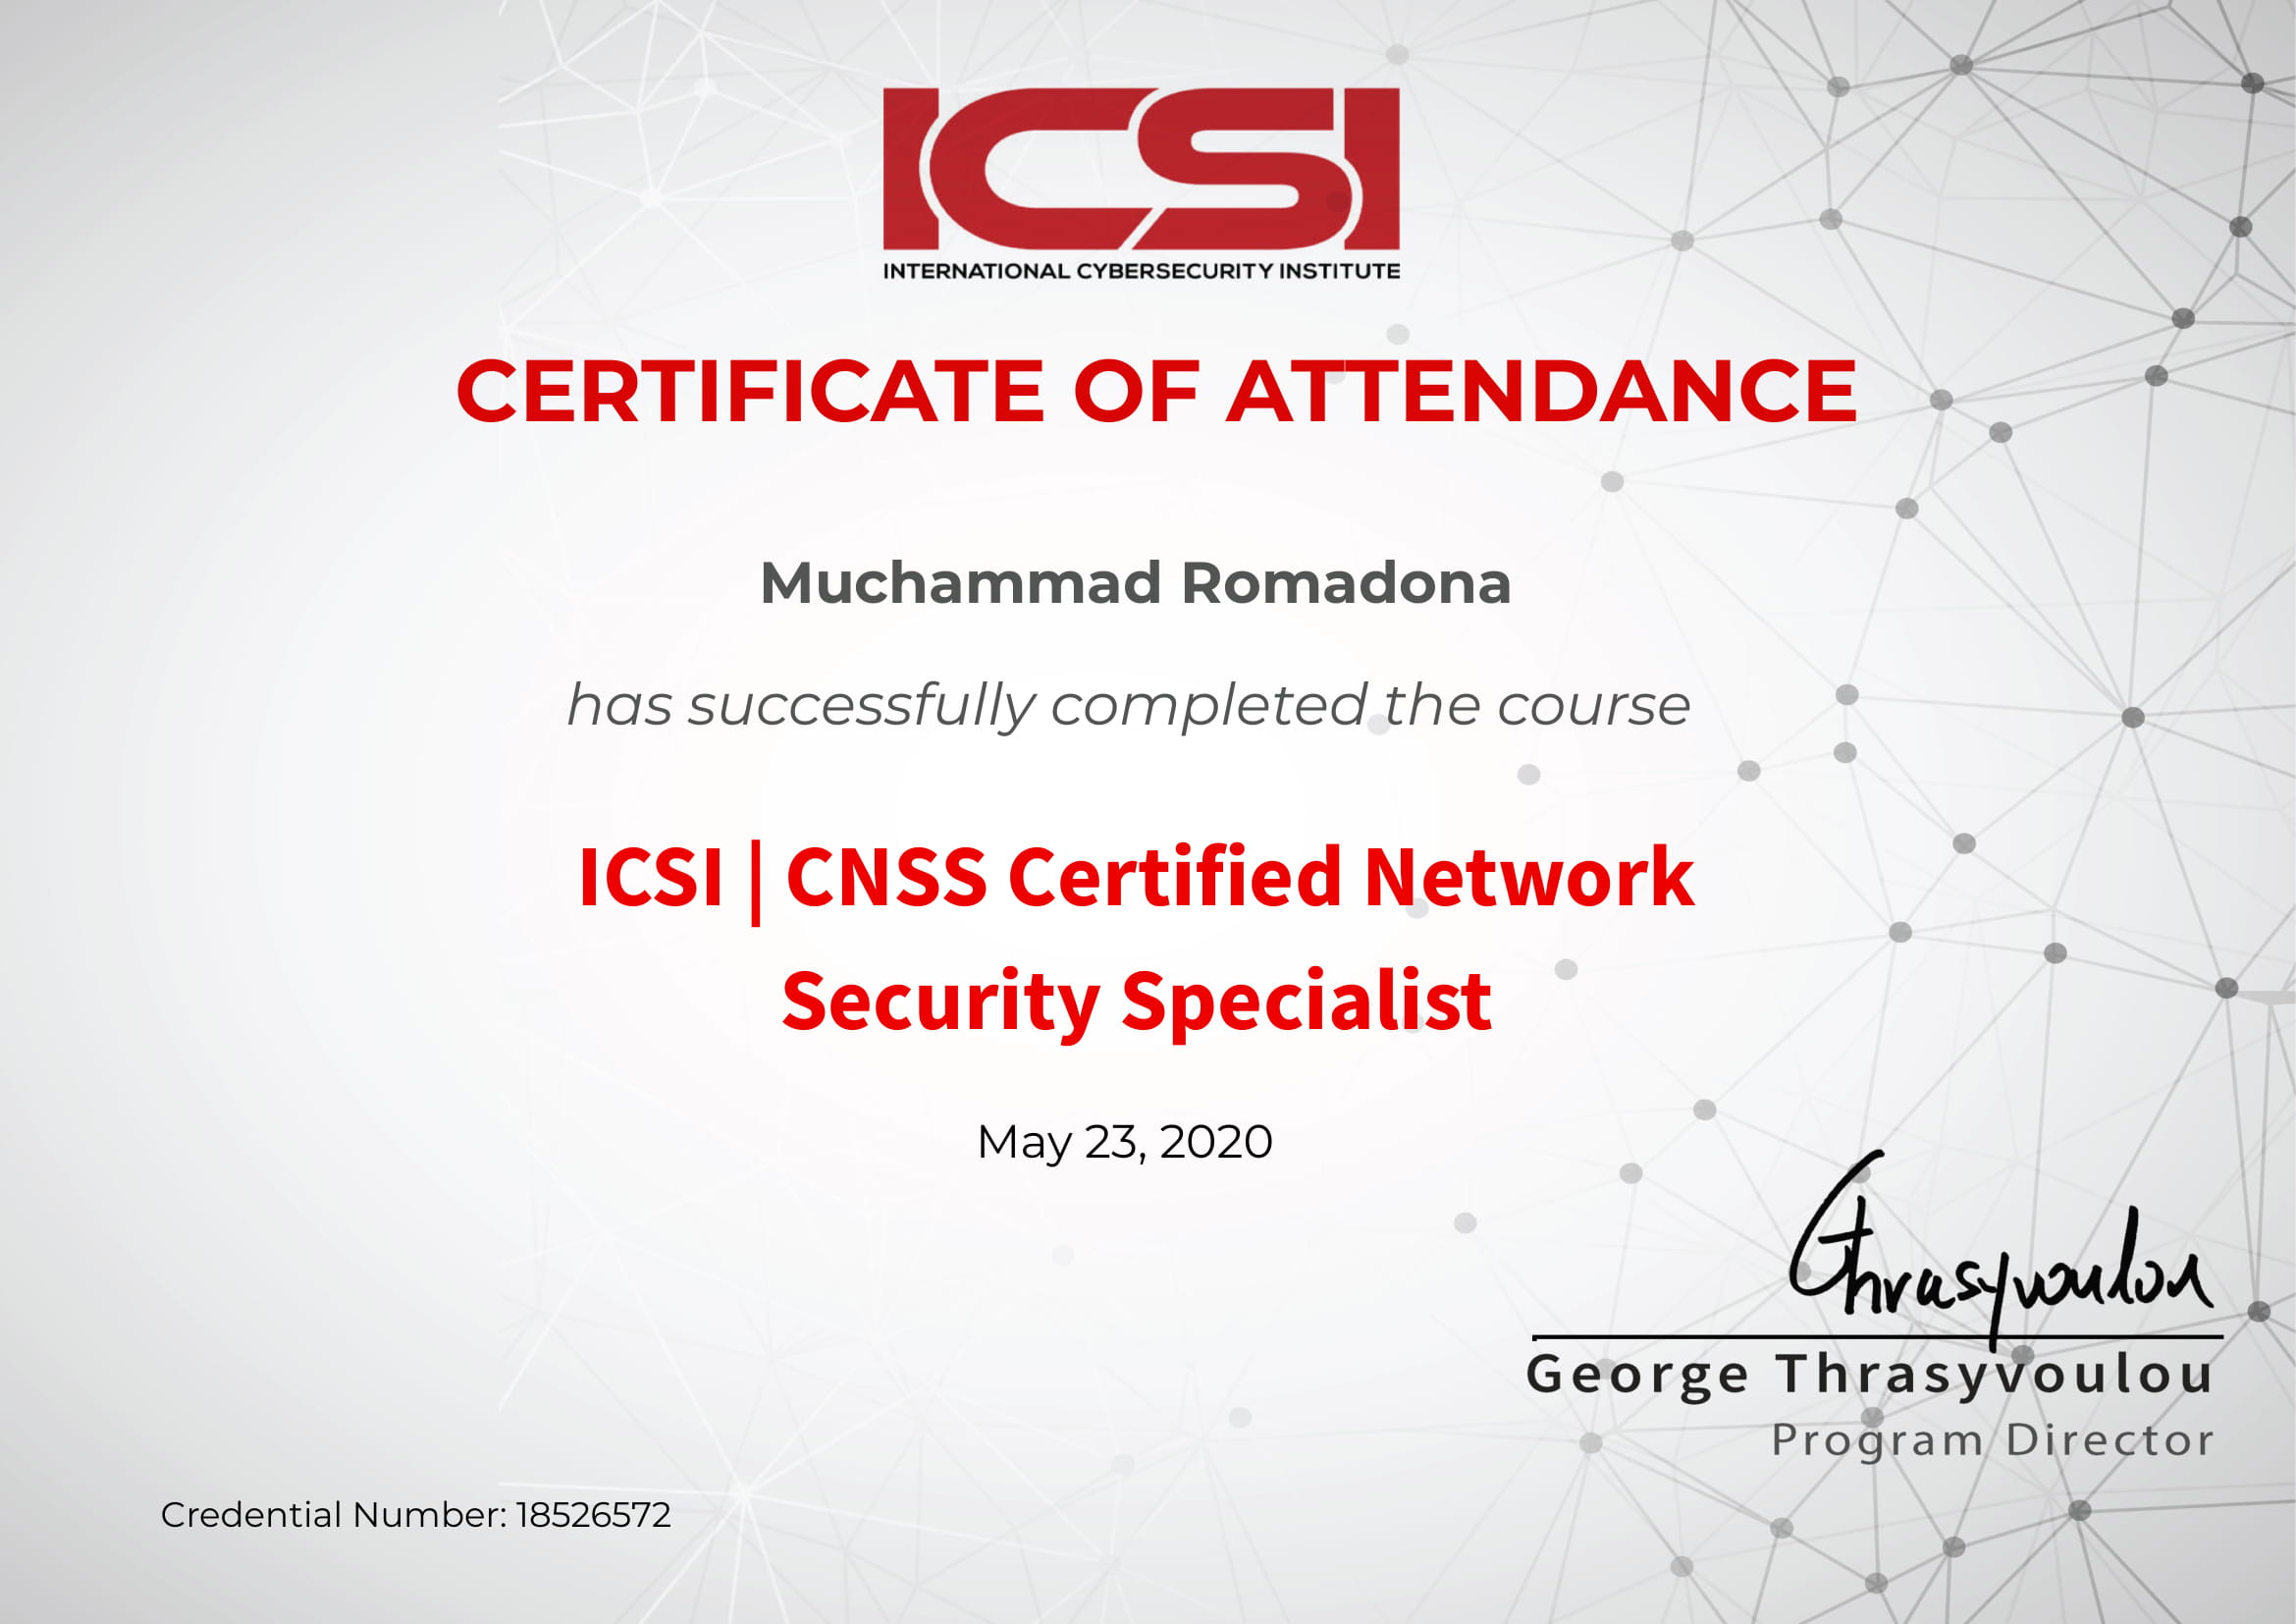 ICSI
INTERNATIONAL CYBERSECURITY INSTITUTE
CERTIFICATE OF ATTENDANCE
Muchammad Romadona
has successfully completed the course
ICSI | CNSS Certified Network
Security Specialist
May 23, 2020
Thrasyvoulou
George Thrasyvoulou
Program Director
Credential Number: 18526572